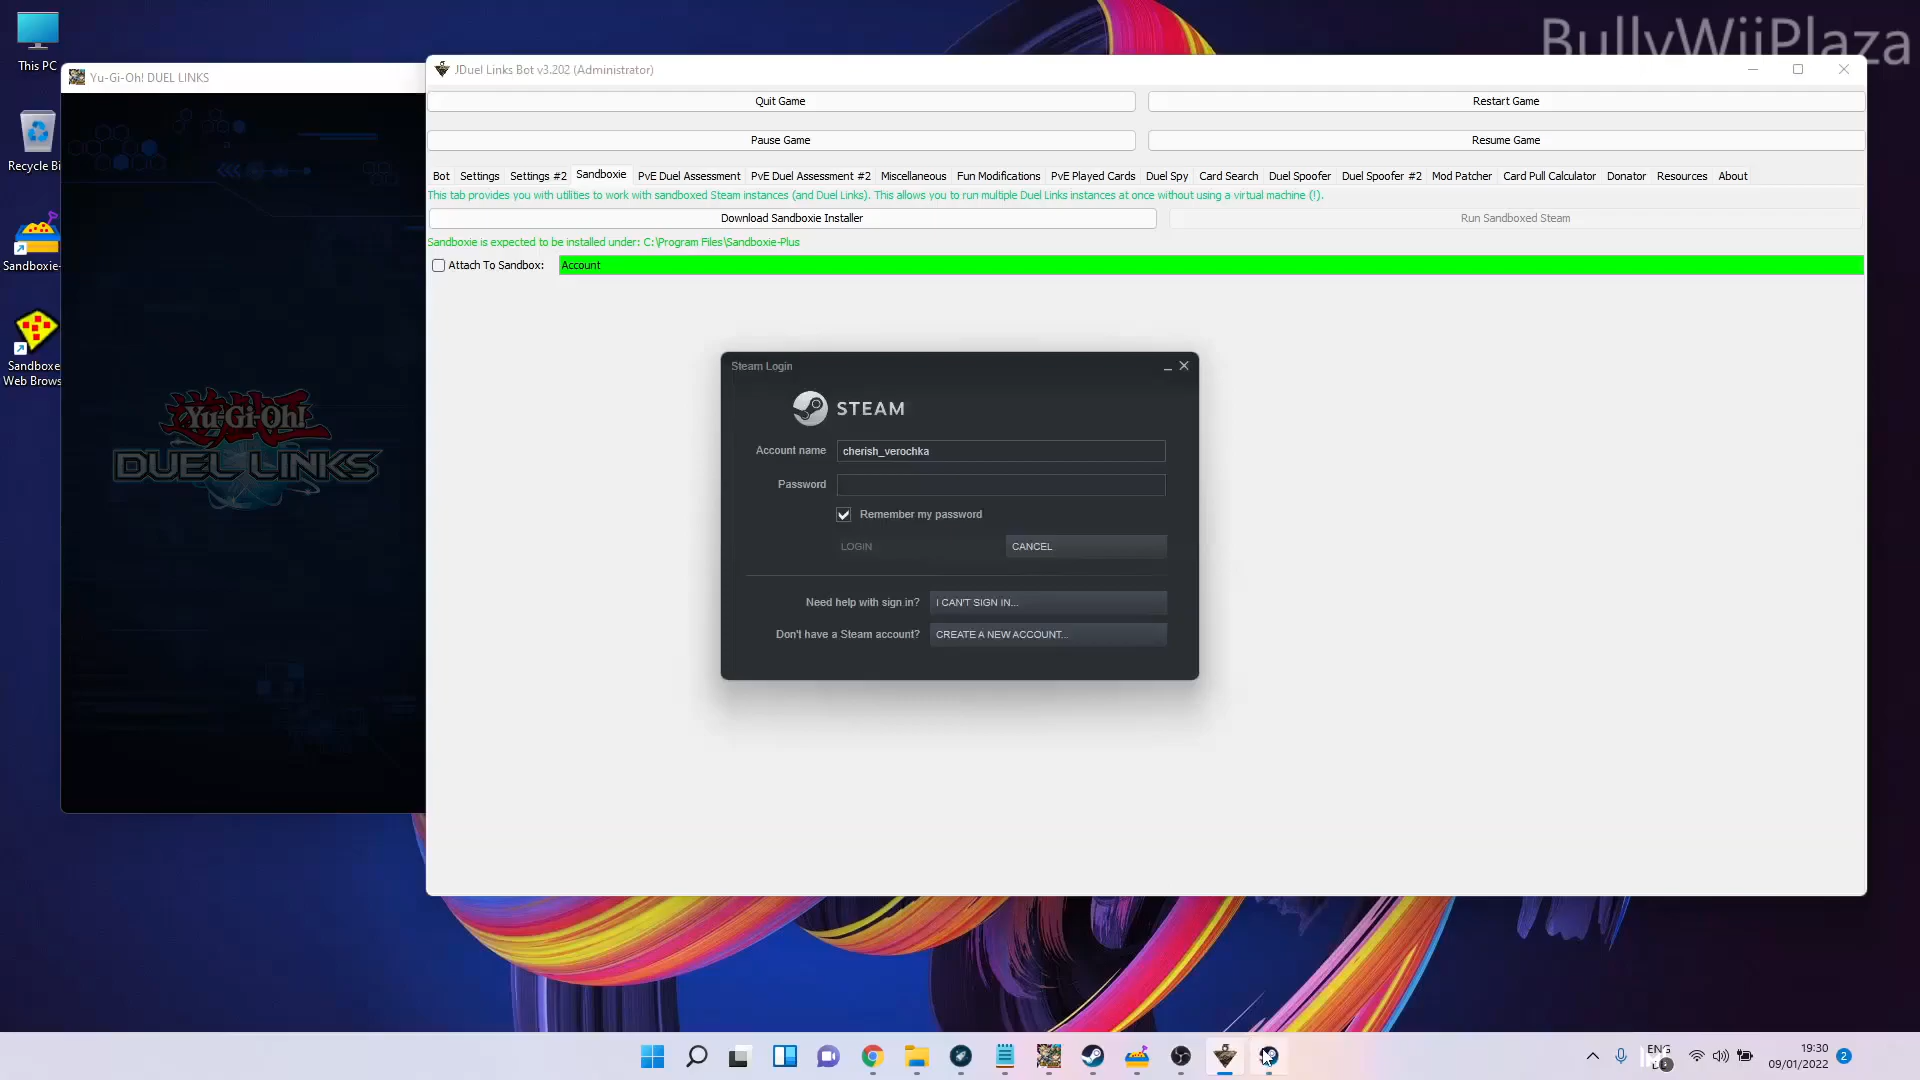 BullyWiiPlaza
This PC
Yu-Gi-Oh! DUEL LINKS
JDuel Links Bot v3.202 (Administrator)
Quit Game
Restart Game
Pause Game
Resume Game
Recycle Bi
Bot Settings Settings #2 Sandboxie PvE Duel Assessment PvE Duel Assessment #2 Miscellaneous Fun Modifications PvE Played Cards Duel Spy Card Search Duel Spoofer Duel Spoofer #2 Mod Patcher Card Pull Calculator Donator Resources About
This tab provides you with utilities to work with sandboxed Steam instances (and Duel Links). This allows you to run multiple Duel Links instances at once without using a virtual machine (!).
Download Sandboxie Installer
Run Sandboxed Steam
Sandboxie is expected to be installed under: C:\Program Files\Sandboxie-Plus
Attach To Sandbox: Account
Sandboxie-
Sandboxe
Web Brows
Yu-Gi-Oh!
DUEL LINKS
Steam Login
STEAM
Account name cherish_verochka
Password
Remember my password
LOGIN
CANCEL
Need help with sign in? I CAN'T SIGN IN...
Don't have a Steam account? CREATE A NEW ACCOUNT...
ENG
19:30
09/01/2022
2